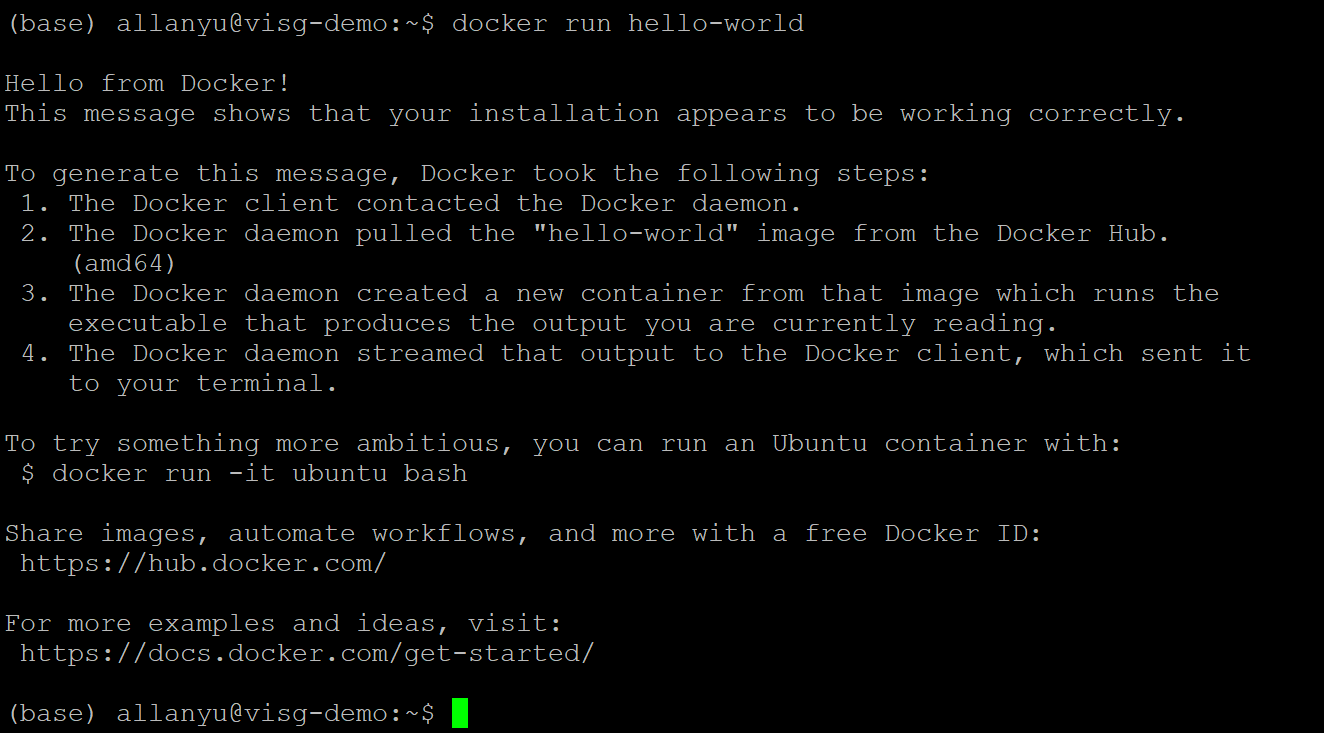 (base) allanyu@visg-demo:~$ docker run hello-world
Hello from Docker!
This message shows that your installation appears to be working correctly.
To generate this message, Docker took the following steps:
1. The Docker client contacted the Docker daemon.
2. The Docker daemon pulled the "hello-world" image from the Docker Hub.
(amd64)
3. The Docker daemon created a new container from that image which runs the
executable that produces the output you are currently reading.
4. The Docker daemon streamed that output to the Docker client, which sent it
to your terminal.
To try something more ambitious, you can run an Ubuntu container with:
$ docker run -it ubuntu bash
Share images, automate workflows, and more with a free Docker ID:
https://hub.docker.com/
For more examples and ideas, visit:
https://docs.docker.com/get-started/
(base) allanyu@visg-demo:~$